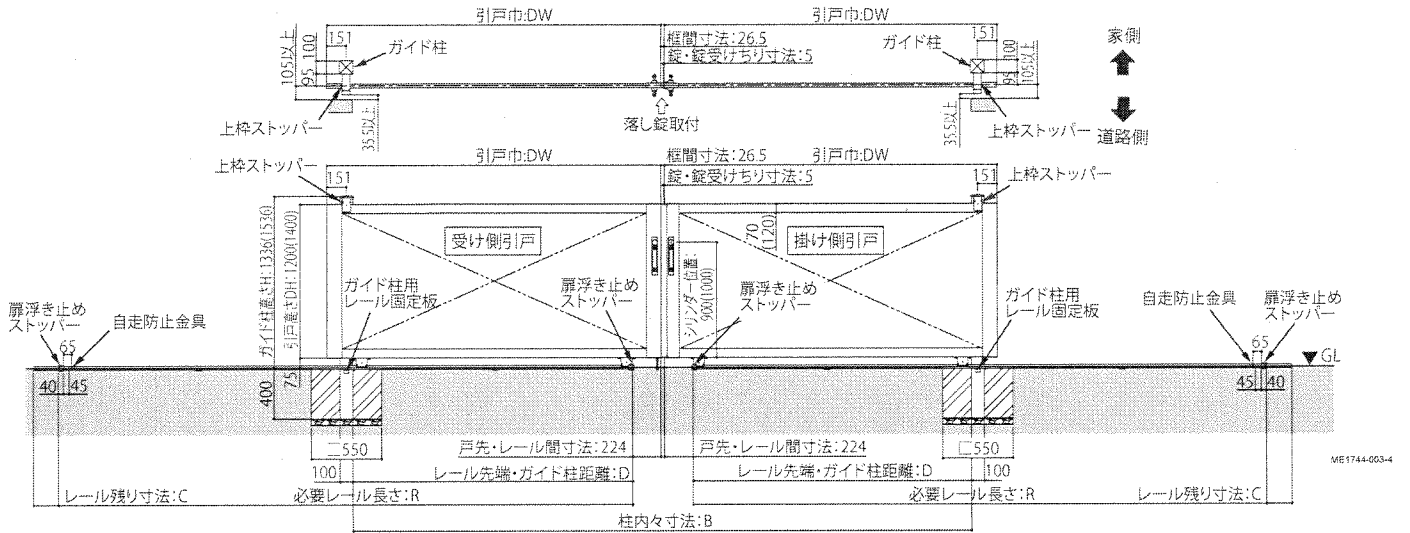 引戸巾:DW
引戸巾:DW
151
ガイド柱
框間寸法:26.5
錠・錠受けちり寸法:5
ガイド柱
151
家側
105以上
95
100
100
95
105以上
上枠ストッパー
35.5以上
落し錠取付
35.5以上
上枠ストッパー
道路側
引戸巾:DW
框間寸法:26.5
引戸巾:DW
上枠ストッパー
151
錠・錠受けちり寸法:5
151
上枠ストッパー
ガイド柱高さH:1336(1536)
引戸高さDH:1200(1400)
受け側引戸
70
(120)
掛け側引戸
シリンダー位置:
900(1000)
ガイド柱用
レール固定板
扉浮き止め
ストッパー
扉浮き止め
ストッパー
ガイド柱用
レール固定板
扉浮き止め
ストッパー
自走防止金具
自走防止金具
扉浮き止め
ストッパー
65
65
GL
40
45
400
75
45
40
□550
戸先・レール間寸法:224
戸先・レール間寸法:224
□550
100
レール先端・ガイド柱距離:D
レール先端・ガイド柱距離:D
100
ME1744-003-4
レール残り寸法:C
必要レール長さ:R
必要レール長さ:R
レール残り寸法:C
柱内々寸法:B